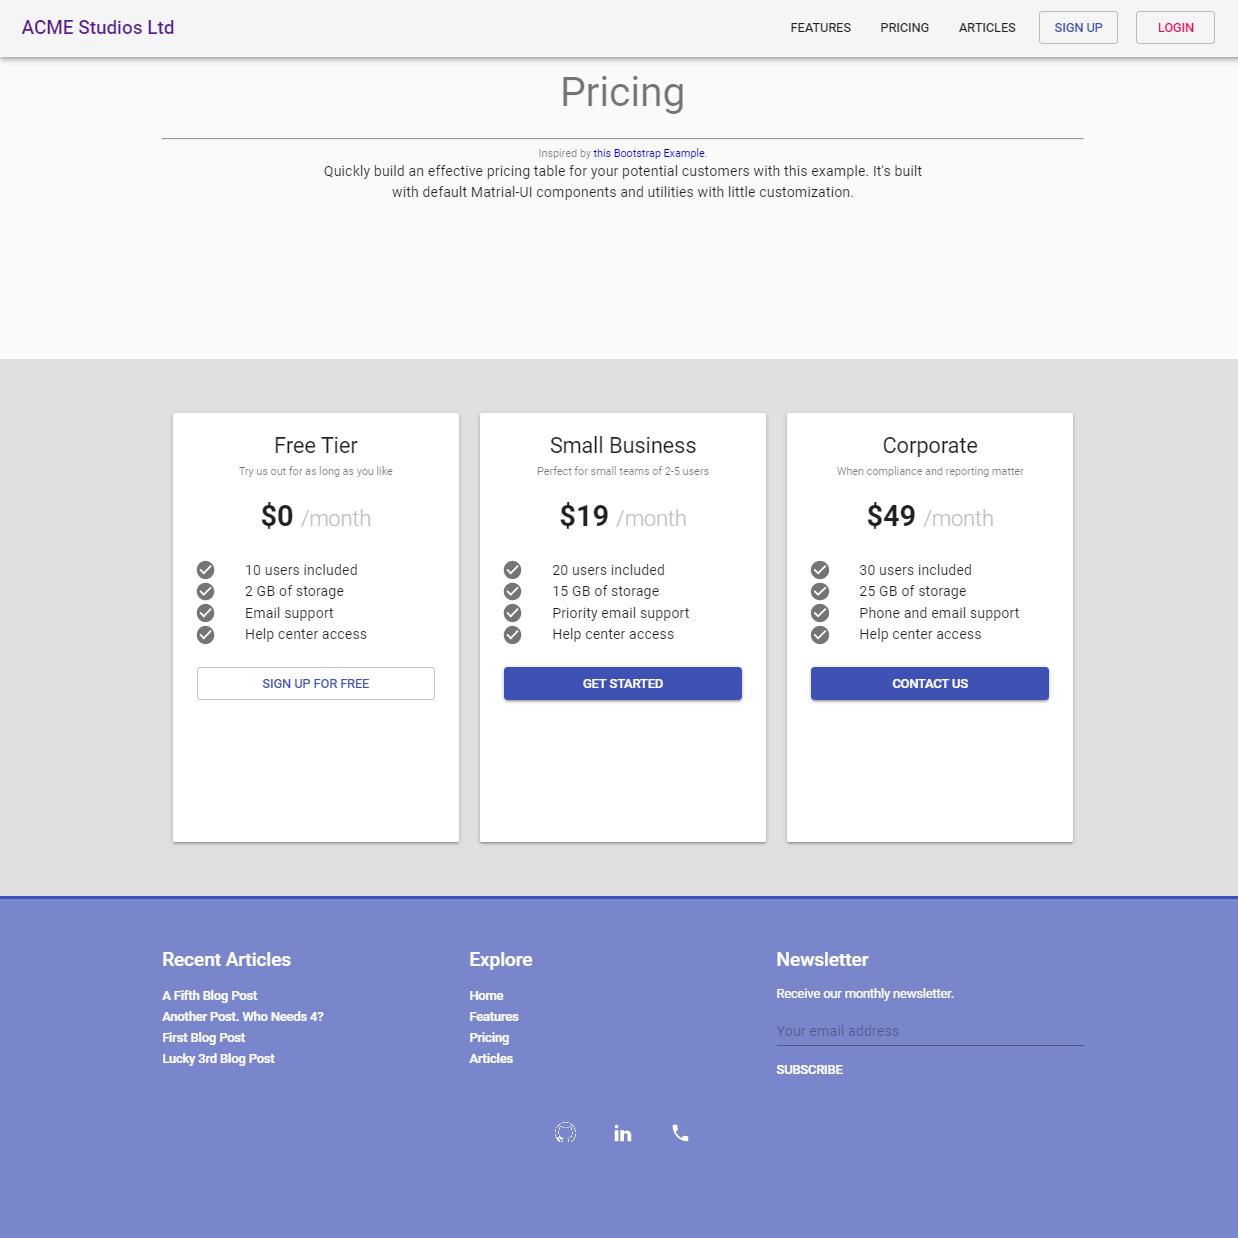 ACME Studios Ltd
FEATURES
PRICING
ARTICLES
SIGN UP
LOGIN
Pricing
Inspired by this Bootstrap Example.
Quickly build an effective pricing table for your potential customers with this example. It's built
with default Matrial-UI components and utilities with little customization.
Free Tier
Try us out for as long as you like
$0 /month
10 users included
2 GB of storage
Email support
Help center access
SIGN UP FOR FREE
Small Business
Perfect for small teams of 2-5 users
$19 /month
20 users included
15 GB of storage
Priority email support
Help center access
GET STARTED
Corporate
When compliance and reporting matter
$49 /month
30 users included
25 GB of storage
Phone and email support
Help center access
CONTACT US
Recent Articles
A Fifth Blog Post
Another Post. Who Needs 4?
First Blog Post
Lucky 3rd Blog Post
Explore
Home
Features
Pricing
Articles
Newsletter
Receive our monthly newsletter.
Your email address
SUBSCRIBE
in